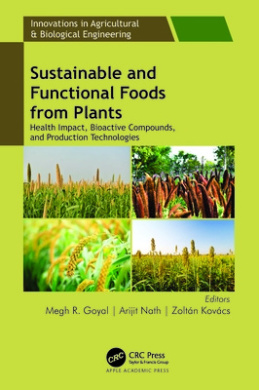 Innovations in Agricultural
& Biological Engineering
Sustainable and
Functional Foods
from Plants
Health Impact, Bioactive Compounds,
and Production Technologies
Editors
Megh R. Goyal | Arijit Nath | Zoltán Kovács
CRC
CRC Press
Taylor & Francis Group
APPLE ACADEMIC PRESS